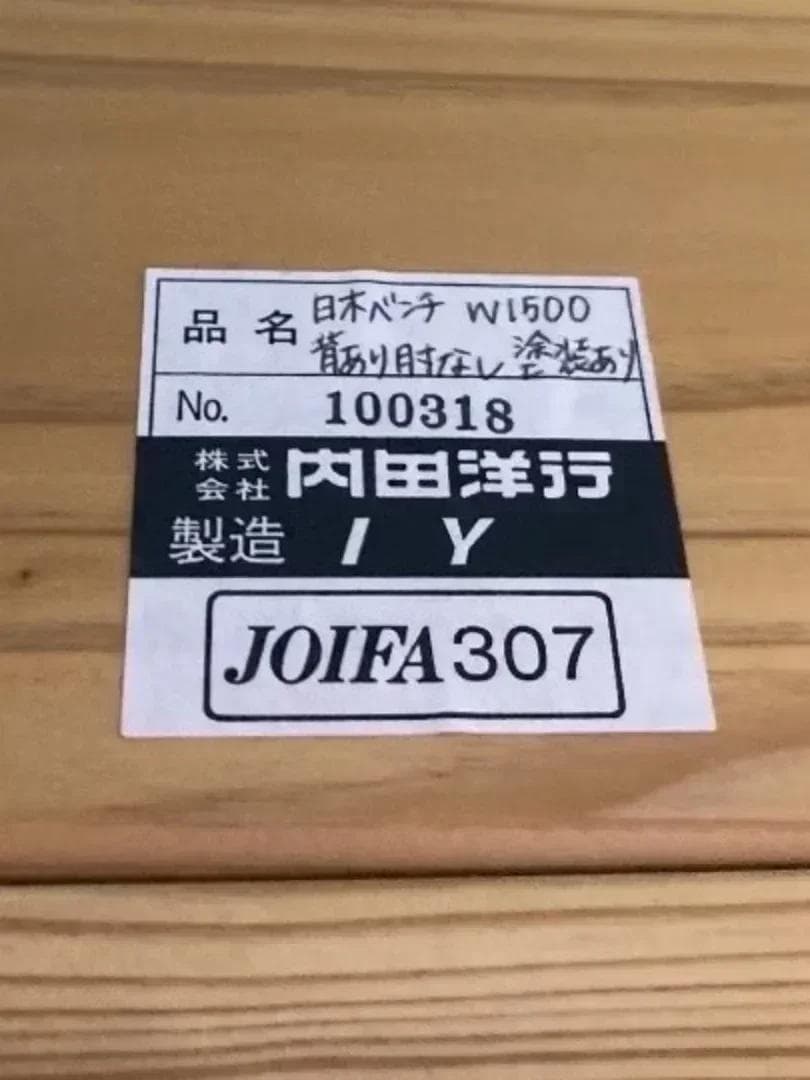 品名 日木ベンチ W1500
背あり肘なし 塗装あり
No. 100318
株式会社 内田洋行
製造 I Y
JOIFA 307